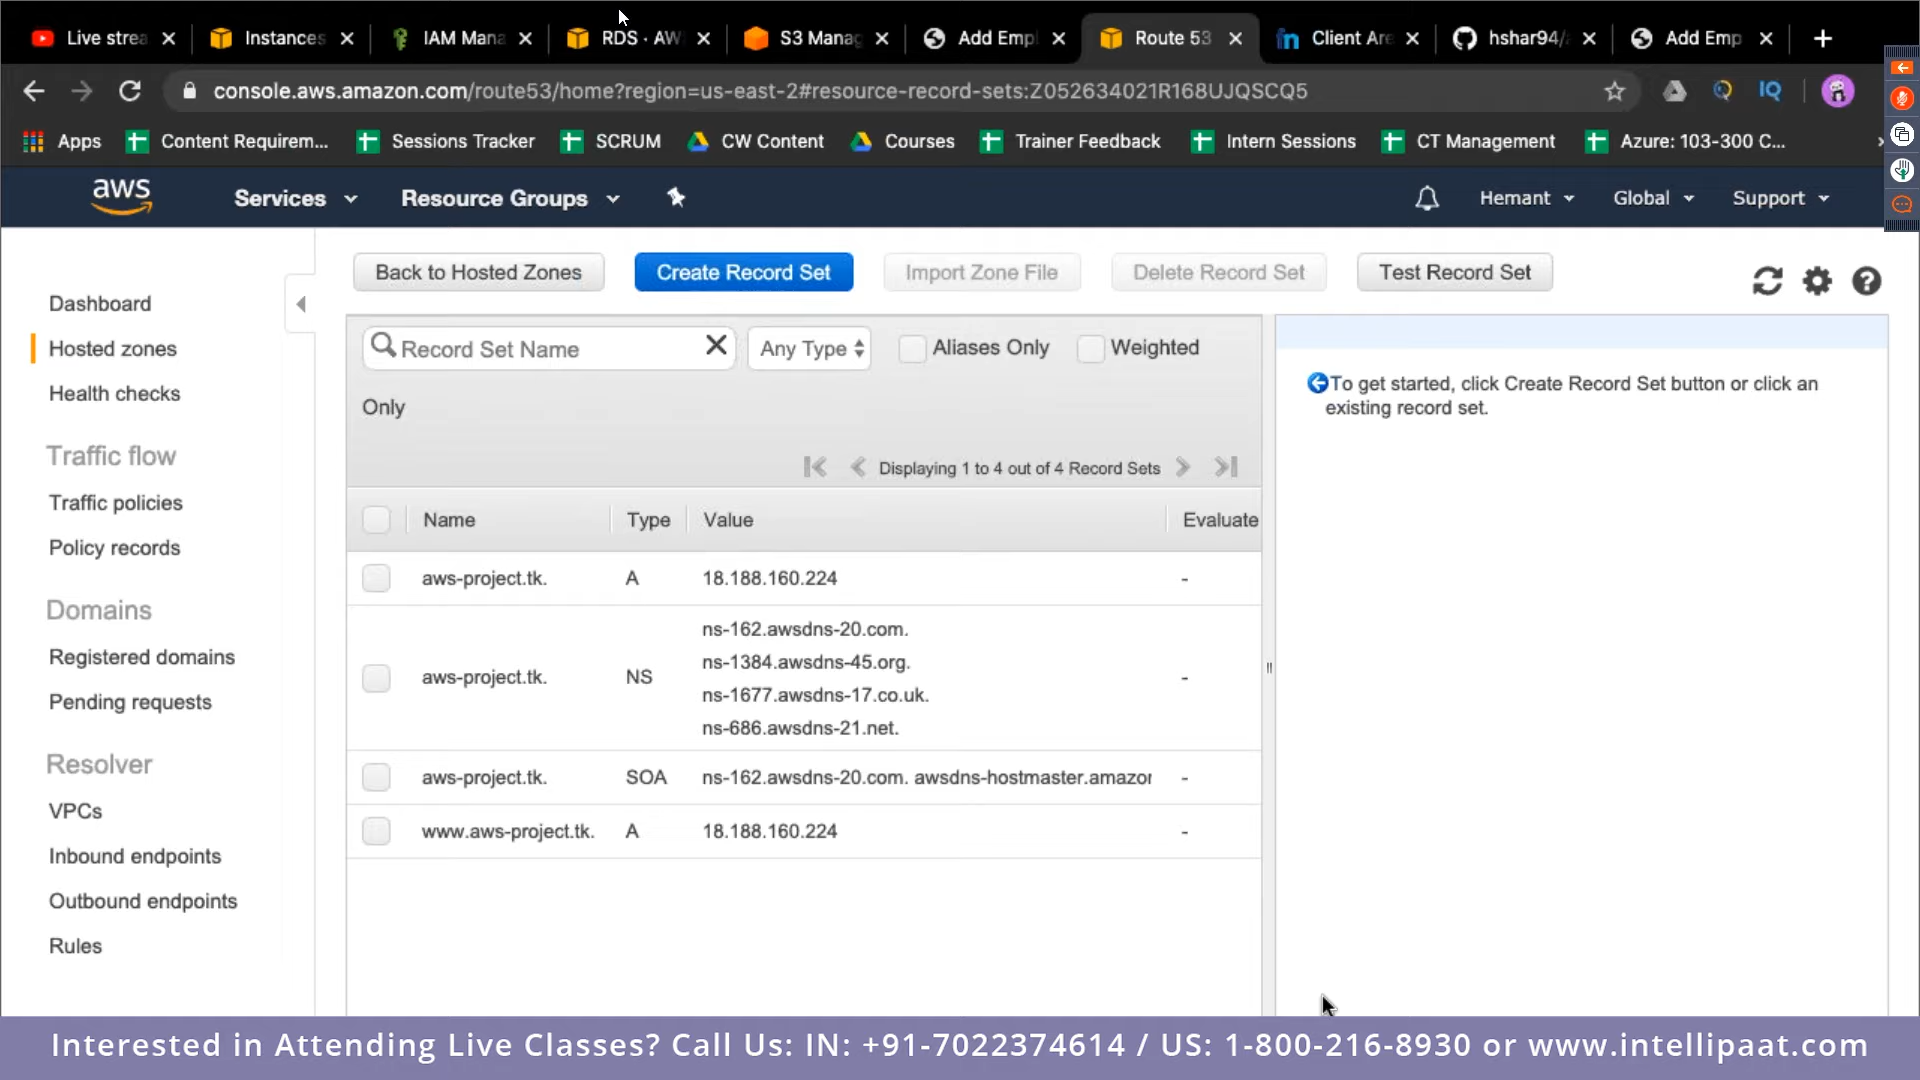 Live strea
Instances
IAM Mana
RDS · AW
S3 Manag
Add Empl
Route 53
Client Are
hshar94/
Add Emp
console.aws.amazon.com/route53/home?region=us-east-2#resource-record-sets:Z052634021R168UJQSCQ5
Apps
Content Requirem...
Sessions Tracker
SCRUM
CW Content
Courses
Trainer Feedback
Intern Sessions
CT Management
Azure: 103-300 C...
aws
Services
Resource Groups
Hemant
Global
Support
Dashboard
Hosted zones
Health checks
Traffic flow
Traffic policies
Policy records
Domains
Registered domains
Pending requests
Resolver
VPCs
Inbound endpoints
Outbound endpoints
Rules
Back to Hosted Zones
Create Record Set
Import Zone File
Delete Record Set
Test Record Set
Record Set Name
Any Type
Aliases Only
Weighted
Only
Displaying 1 to 4 out of 4 Record Sets
Name Type Value Evaluate
aws-project.tk. A 18.188.160.224 -
ns-162.awsdns-20.com.
ns-1384.awsdns-45.org.
aws-project.tk. NS -
ns-1677.awsdns-17.co.uk.
ns-686.awsdns-21.net.
aws-project.tk. SOA ns-162.awsdns-20.com. awsdns-hostmaster.amazor -
www.aws-project.tk. A 18.188.160.224 -
To get started, click Create Record Set button or click an
existing record set.
Interested in Attending Live Classes? Call Us: IN: +91-7022374614 / US: 1-800-216-8930 or www.intellipaat.com